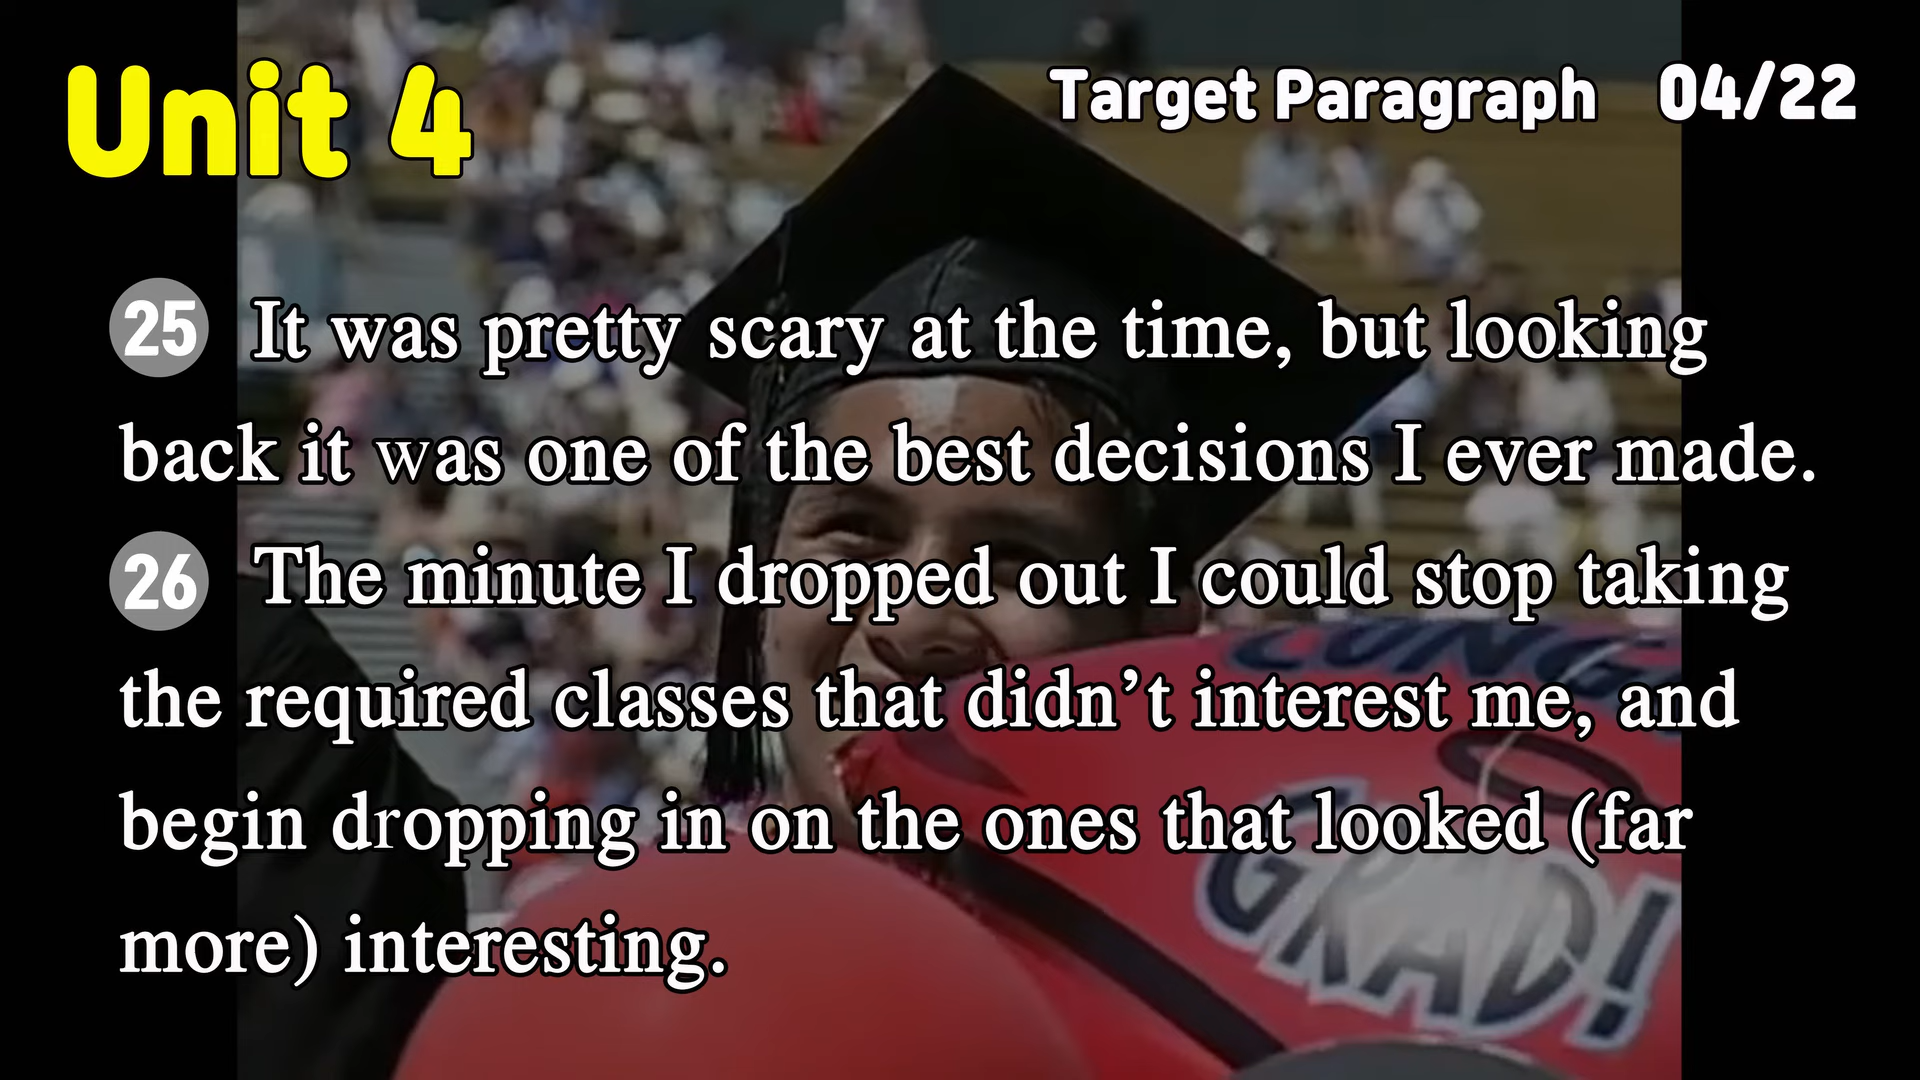 Unit 4
Target Paragraph 04/22
25 It was pretty scary at the time, but looking
back it was one of the best decisions I ever made.
26 The minute I dropped out I could stop taking
the required classes that didn’t interest me, and
begin dropping in on the ones that looked (far
more) interesting.
GRAD!